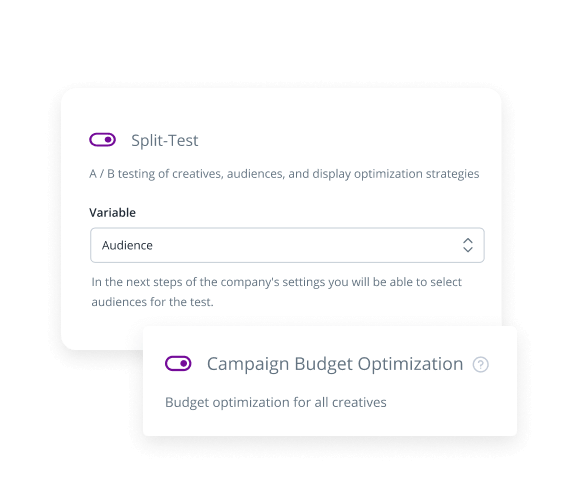 Split-Test
A / B testing of creatives, audiences, and display optimization strategies
Variable
Audience
In the next steps of the company's settings you will be able to select
audiences for the test.
Campaign Budget Optimization ?
Budget optimization for all creatives